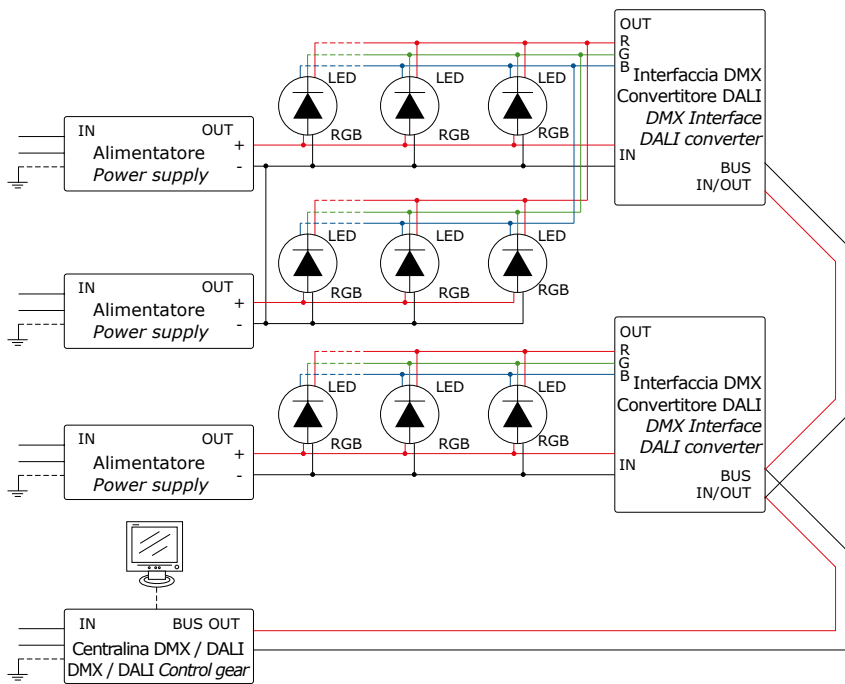 OUT
R
G
B
Interfaccia DMX
Convertitore DALI
DMX Interface
DALI converter
IN
BUS
IN/OUT
LED
LED
LED
RGB
RGB
RGB
IN
OUT
Alimentatore
Power supply
+
-
LED
LED
LED
RGB
RGB
RGB
IN
OUT
Alimentatore
Power supply
+
-
OUT
R
G
B
Interfaccia DMX
Convertitore DALI
DMX Interface
DALI converter
IN
BUS
IN/OUT
LED
LED
LED
RGB
RGB
RGB
IN
OUT
Alimentatore
Power supply
+
-
IN
BUS OUT
Centralina DMX / DALI
DMX / DALI Control gear